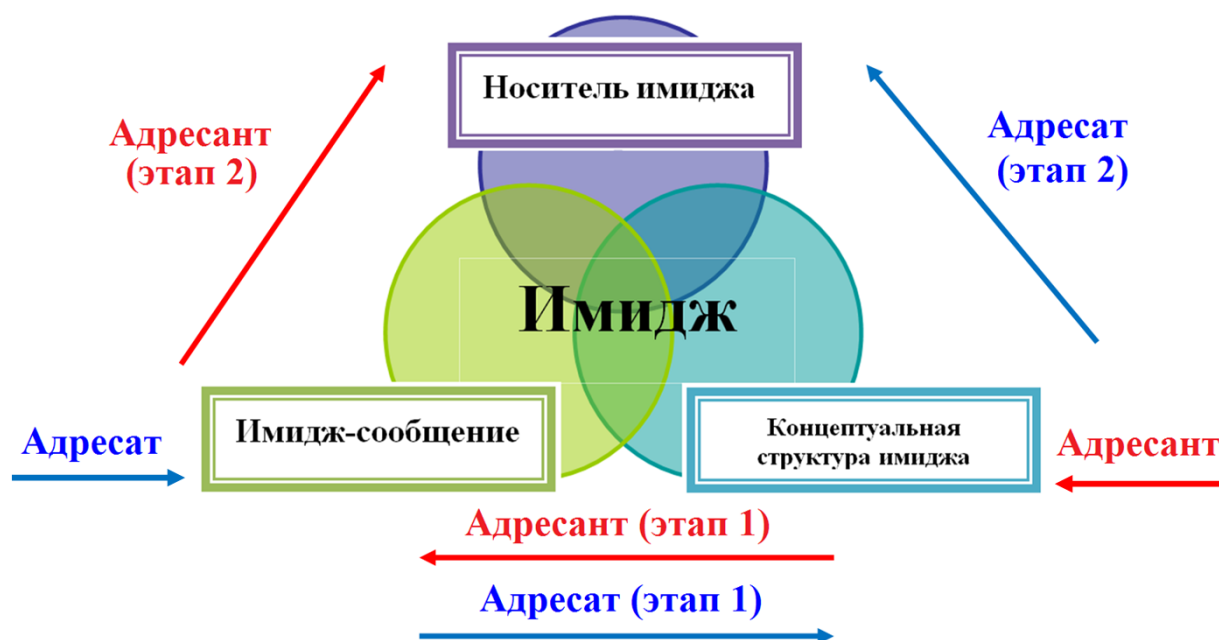 Носитель имиджа
Адресант
(этап 2)
Адресат
(этап 2)
Имидж
Имидж-сообщение
Концептуальная
структура имиджа
Адресат
Адресант
Адресант (этап 1)
Адресат (этап 1)